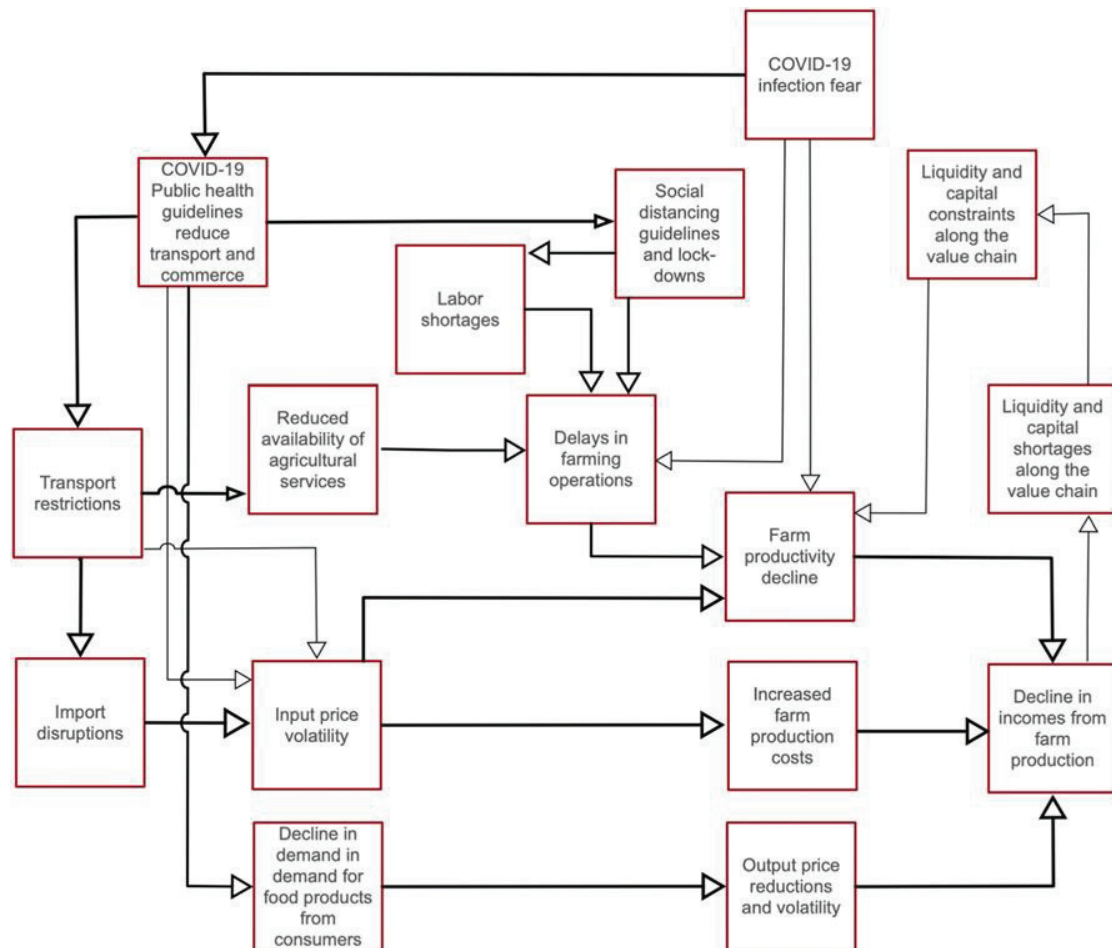 COVID-19
infection fear
COVID-19
Public health
guidelines
reduce
transport and
commerce
Social
distancing
guidelines
and lock-
downs
Liquidity and
capital
constraints
along the
value chain
Labor
shortages
Reduced
availability of
agricultural
services
Delays in
farming
operations
Liquidity and
capital
shortages
along the
value chain
Transport
restrictions
Farm
productivity
decline
Import
disruptions
Input price
volatility
Increased
farm
production
costs
Decline in
incomes from
farm
production
Decline in
demand in
demand for
food products
from
consumers
Output price
reductions
and volatility